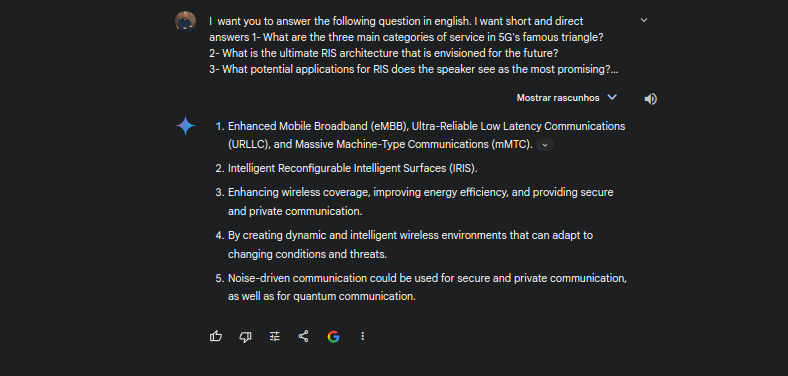 I want you to answer the following question in english. I want short and direct
answers 1- What are the three main categories of service in 5G's famous triangle?
2- What is the ultimate RIS architecture that is envisioned for the future?
3- What potential applications for RIS does the speaker see as the most promising?...
Mostrar rascunhos
1. Enhanced Mobile Broadband (eMBB), Ultra-Reliable Low Latency Communications
(URLLC), and Massive Machine-Type Communications (mMTC).
2. Intelligent Reconfigurable Intelligent Surfaces (IRIS).
3. Enhancing wireless coverage, improving energy efficiency, and providing secure
and private communication.
4. By creating dynamic and intelligent wireless environments that can adapt to
changing conditions and threats.
5. Noise-driven communication could be used for secure and private communication,
as well as for quantum communication.